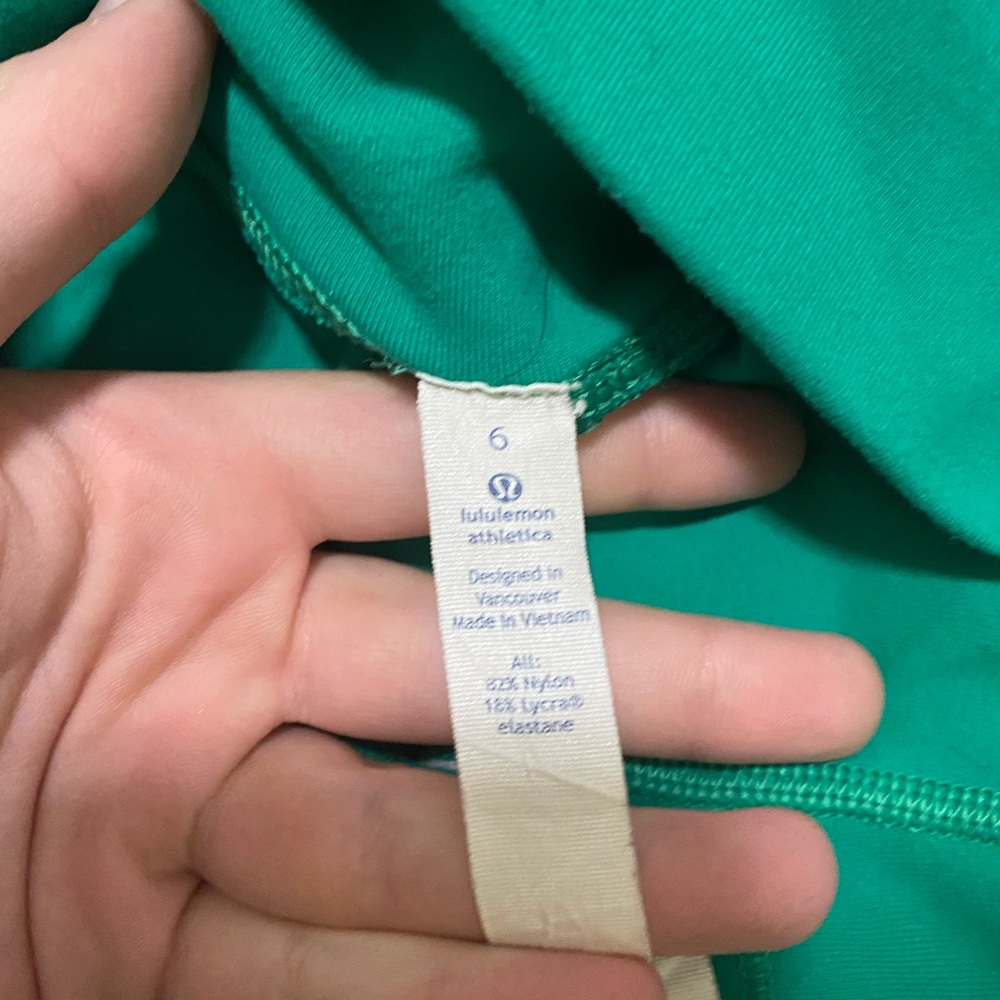 6
lululemon
athletica
Designed in
Vancouver
Made in Vietnam
All:
82% Nylon
18% Lycra®
elastane